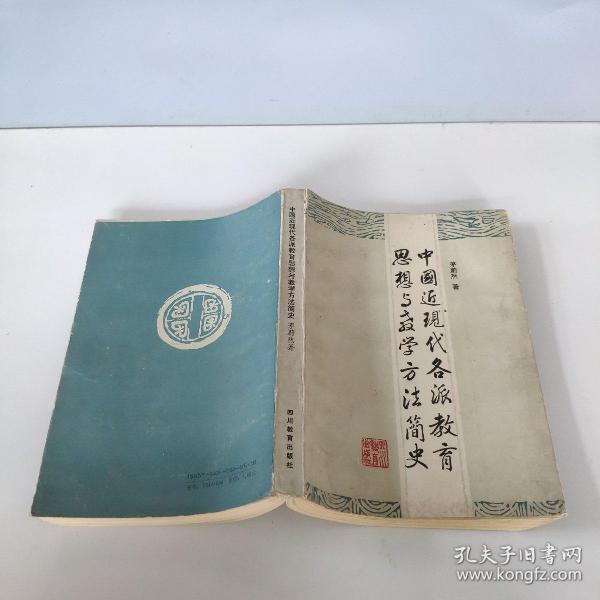 中國近現代各派教育
思想与教学方法简史
茅蔚然 著
中国近现代各派教育思想与教学方法简史 茅蔚然著
四川教育出版社
孔夫子旧书网
www.kongfz.com